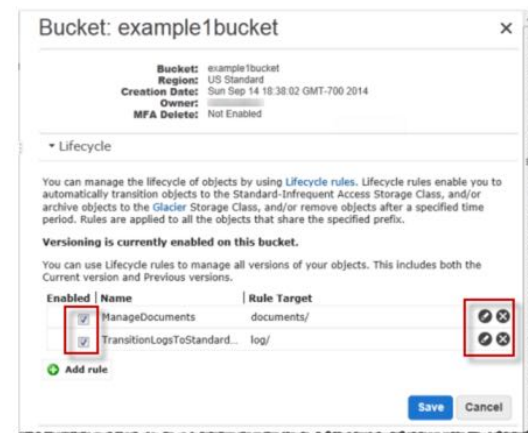 Bucket: example1bucket
×
Bucket: example1bucket
Region: US Standard
Creation Date: Sun Sep 14 18:38:02 GMT-700 2014
Owner:
MFA Delete: Not Enabled
Lifecycle
You can manage the lifecycle of objects by using Lifecycle rules. Lifecycle rules enable you to
automatically transition objects to the Standard-Infrequent Access Storage Class, and/or
archive objects to the Glacier Storage Class, and/or remove objects after a specified time
period. Rules are applied to all the objects that share the specified prefix.
Versioning is currently enabled on this bucket.
You can use Lifecycle rules to manage all versions of your objects. This includes both the
Current version and Previous versions.
Enabled Name Rule Target
ManageDocuments documents/
TransitionLogsToStandard... log/
Add rule
Save Cancel